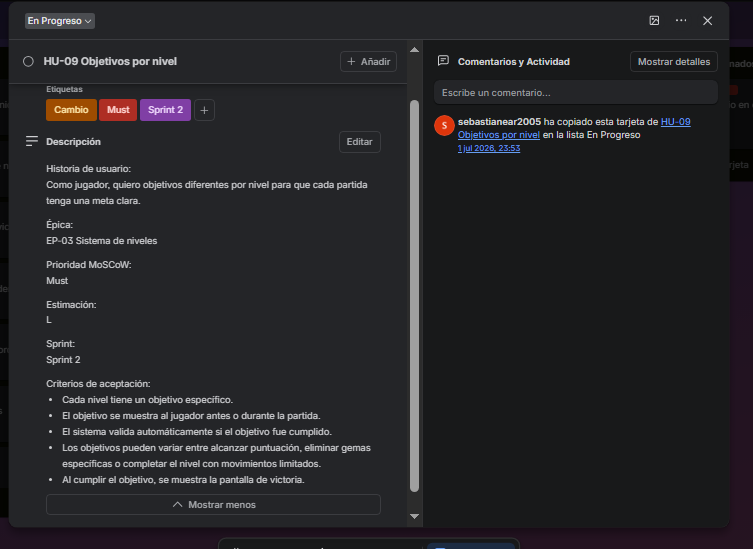 En Progreso
HU-09 Objetivos por nivel
Añadir
Etiquetas
Cambio
Must
Sprint 2
Descripción
Editar
Historia de usuario:
Como jugador, quiero objetivos diferentes por nivel para que cada partida
tenga una meta clara.
Épica:
EP-03 Sistema de niveles
Prioridad MoSCoW:
Must
Estimación:
L
Sprint:
Sprint 2
Criterios de aceptación:
• Cada nivel tiene un objetivo específico.
• El objetivo se muestra al jugador antes o durante la partida.
• El sistema valida automáticamente si el objetivo fue cumplido.
• Los objetivos pueden variar entre alcanzar puntuación, eliminar gemas
específicas o completar el nivel con movimientos limitados.
• Al cumplir el objetivo, se muestra la pantalla de victoria.
Mostrar menos
Comentarios y Actividad
Mostrar detalles
Escribe un comentario...
S
sebastianear2005 ha copiado esta tarjeta de HU-09
Objetivos por nivel en la lista En Progreso
1 jul 2026, 23:53